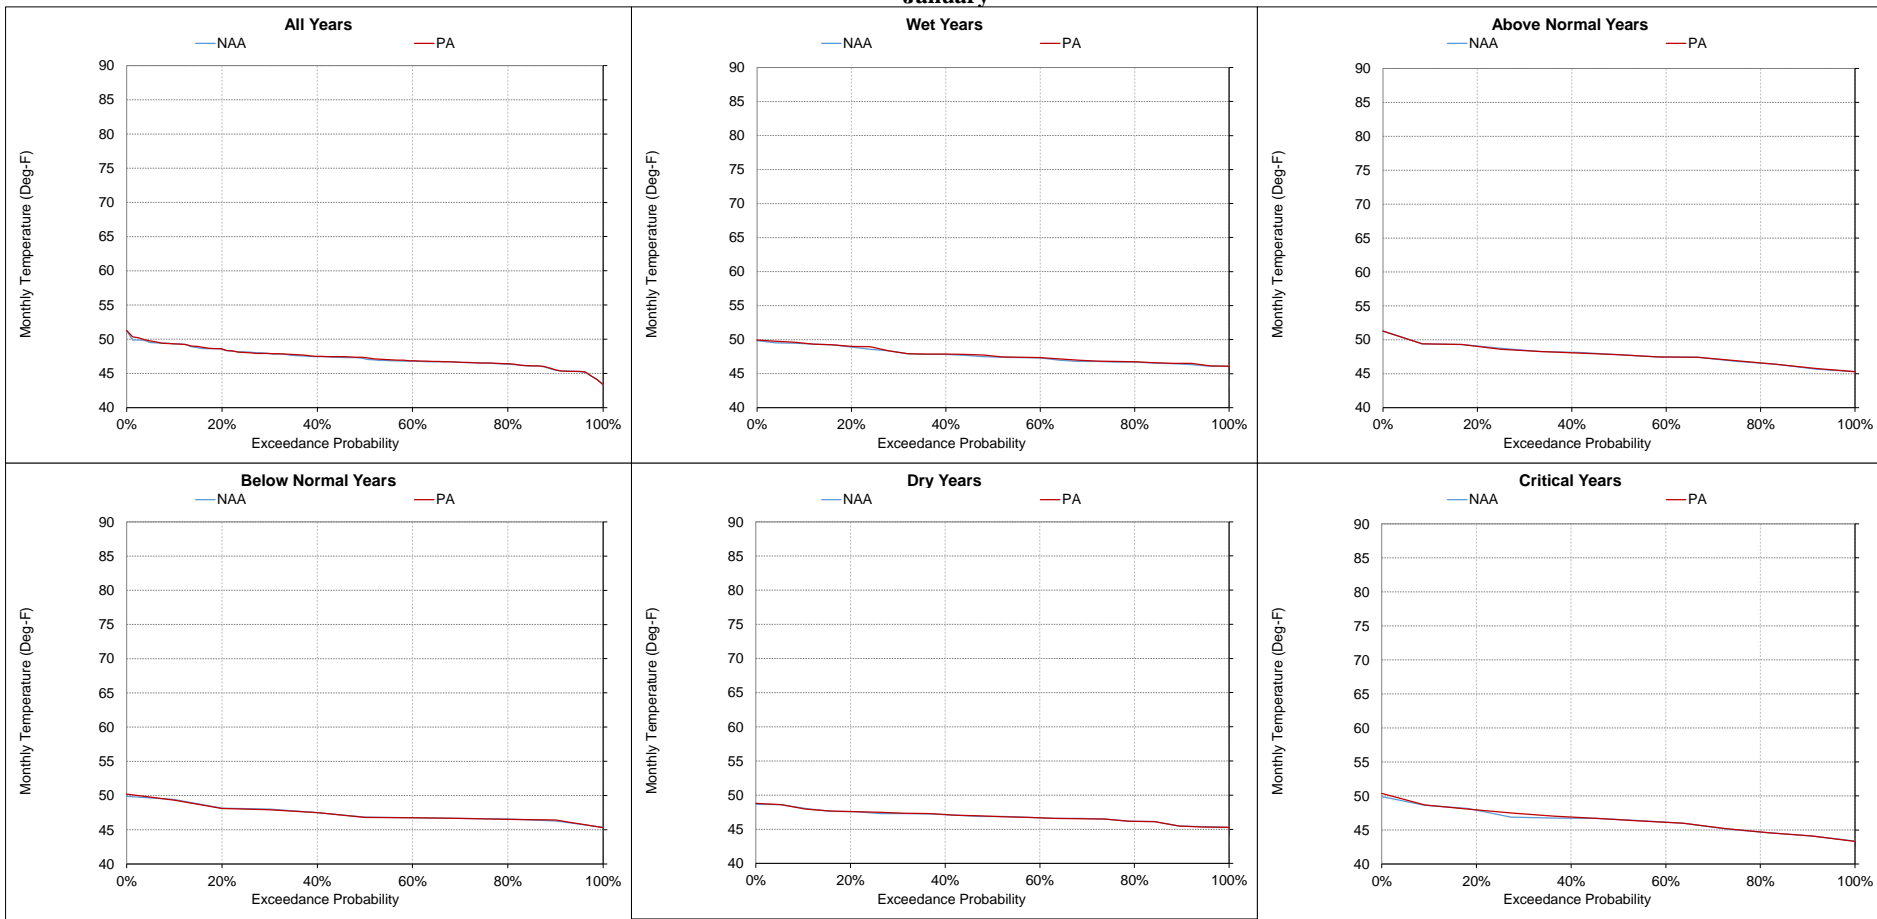 January
All Years
NAA PA
90
85
80
75
70
65
60
55
50
45
40
0% 20% 40% 60% 80% 100%
Monthly Temperature (Deg-F)
Exceedance Probability
Wet Years
NAA PA
90
85
80
75
70
65
60
55
50
45
40
0% 20% 40% 60% 80% 100%
Monthly Temperature (Deg-F)
Exceedance Probability
Above Normal Years
NAA PA
90
85
80
75
70
65
60
55
50
45
40
0% 20% 40% 60% 80% 100%
Monthly Temperature (Deg-F)
Exceedance Probability
Below Normal Years
NAA PA
90
85
80
75
70
65
60
55
50
45
40
0% 20% 40% 60% 80% 100%
Monthly Temperature (Deg-F)
Exceedance Probability
Dry Years
NAA PA
90
85
80
75
70
65
60
55
50
45
40
0% 20% 40% 60% 80% 100%
Monthly Temperature (Deg-F)
Exceedance Probability
Critical Years
NAA PA
90
85
80
75
70
65
60
55
50
45
40
0% 20% 40% 60% 80% 100%
Monthly Temperature (Deg-F)
Exceedance Probability